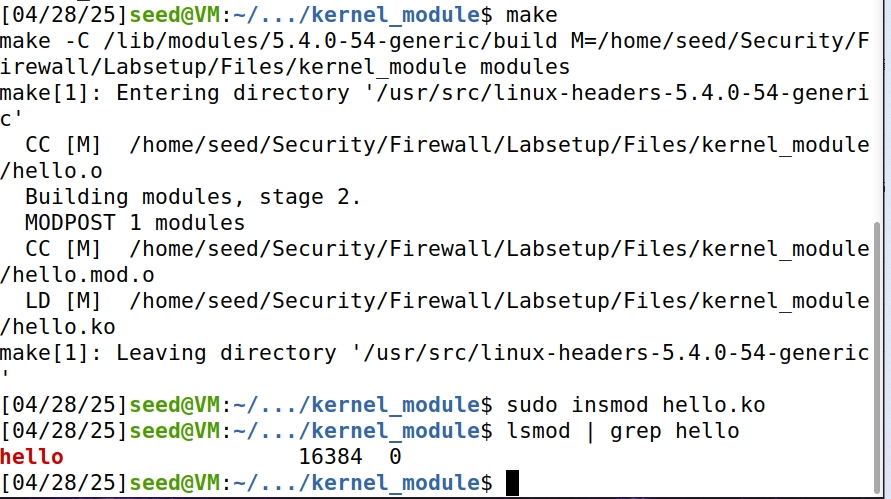 [04/28/25]seed@VM:~/.../kernel_module$ make
make -C /lib/modules/5.4.0-54-generic/build M=/home/seed/Security/F
irewall/Labsetup/Files/kernel_module modules
make[1]: Entering directory '/usr/src/linux-headers-5.4.0-54-generi
c'
  CC [M]  /home/seed/Security/Firewall/Labsetup/Files/kernel_module
/hello.o
  Building modules, stage 2.
  MODPOST 1 modules
  CC [M]  /home/seed/Security/Firewall/Labsetup/Files/kernel_module
/hello.mod.o
  LD [M]  /home/seed/Security/Firewall/Labsetup/Files/kernel_module
/hello.ko
make[1]: Leaving directory '/usr/src/linux-headers-5.4.0-54-generic
'
[04/28/25]seed@VM:~/.../kernel_module$ sudo insmod hello.ko
[04/28/25]seed@VM:~/.../kernel_module$ lsmod | grep hello
hello                  16384  0
[04/28/25]seed@VM:~/.../kernel_module$